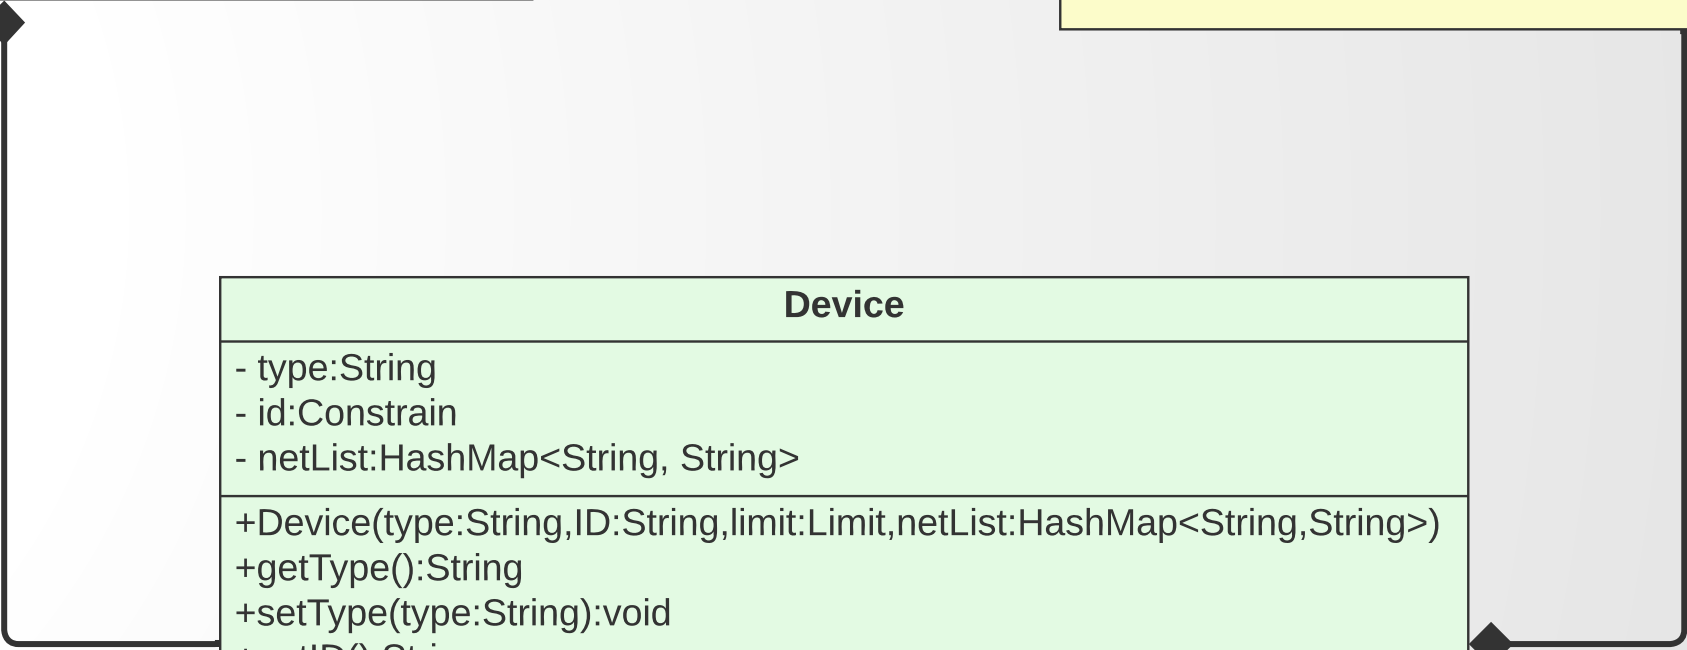 Device
- type:String
- id:Constrain
- netList:HashMap<String, String>
+Device(type:String,ID:String,limit:Limit,netList:HashMap<String,String>)
+getType():String
+setType(type:String):void